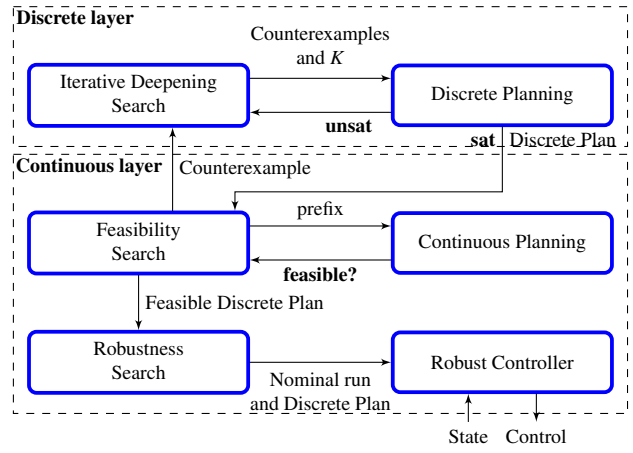 Discrete layer
Counterexamples
and K
Iterative Deepening
Search
Discrete Planning
unsat
sat
Discrete Plan
Continuous layer
Counterexample
prefix
Feasibility
Search
Continuous Planning
feasible?
Feasible Discrete Plan
Robustness
Search
Robust Controller
Nominal run
and Discrete Plan
State
Control